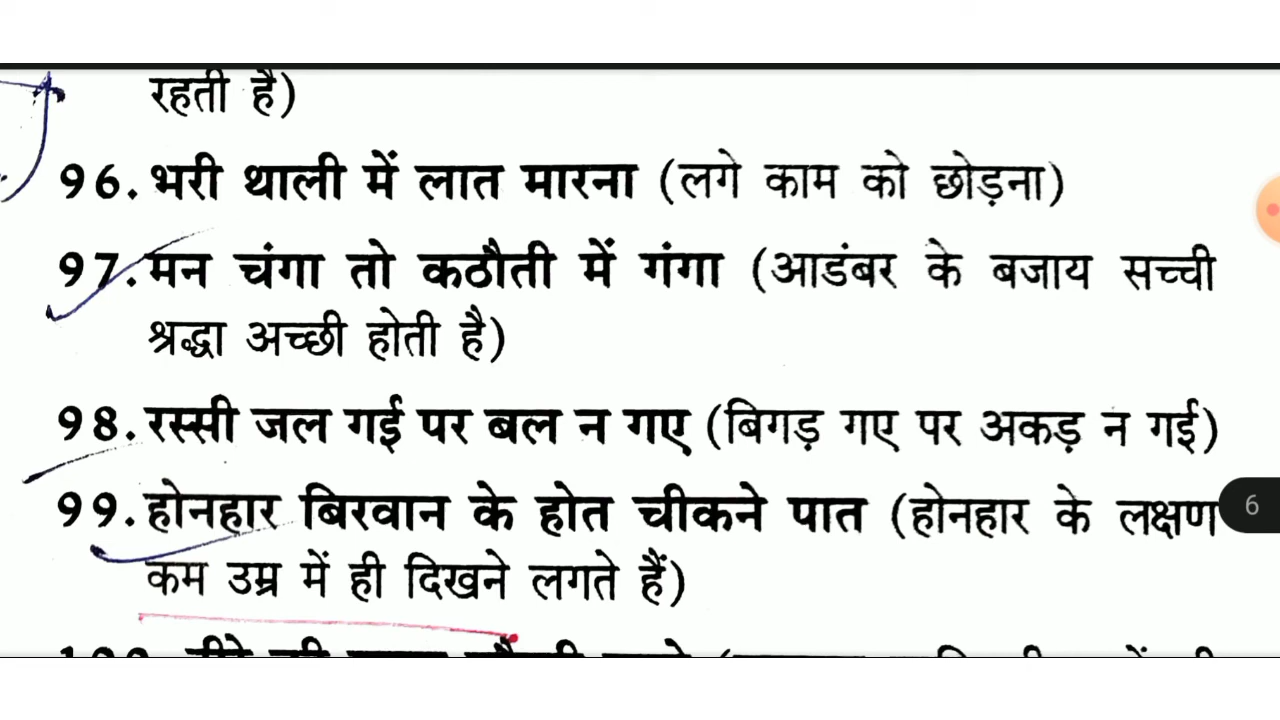 रहती है)
96. भरी थाली में लात मारना (लगे काम को छोड़ना)
97. मन चंगा तो कठौती में गंगा (आडंबर के बजाय सच्ची
श्रद्धा अच्छी होती है)
98. रस्सी जल गई पर बल न गए (बिगड़ गए पर अकड़ न गई)
99. होनहार बिरवान के होत चीकने पात (होनहार के लक्षण
6
कम उम्र में ही दिखने लगते हैं)